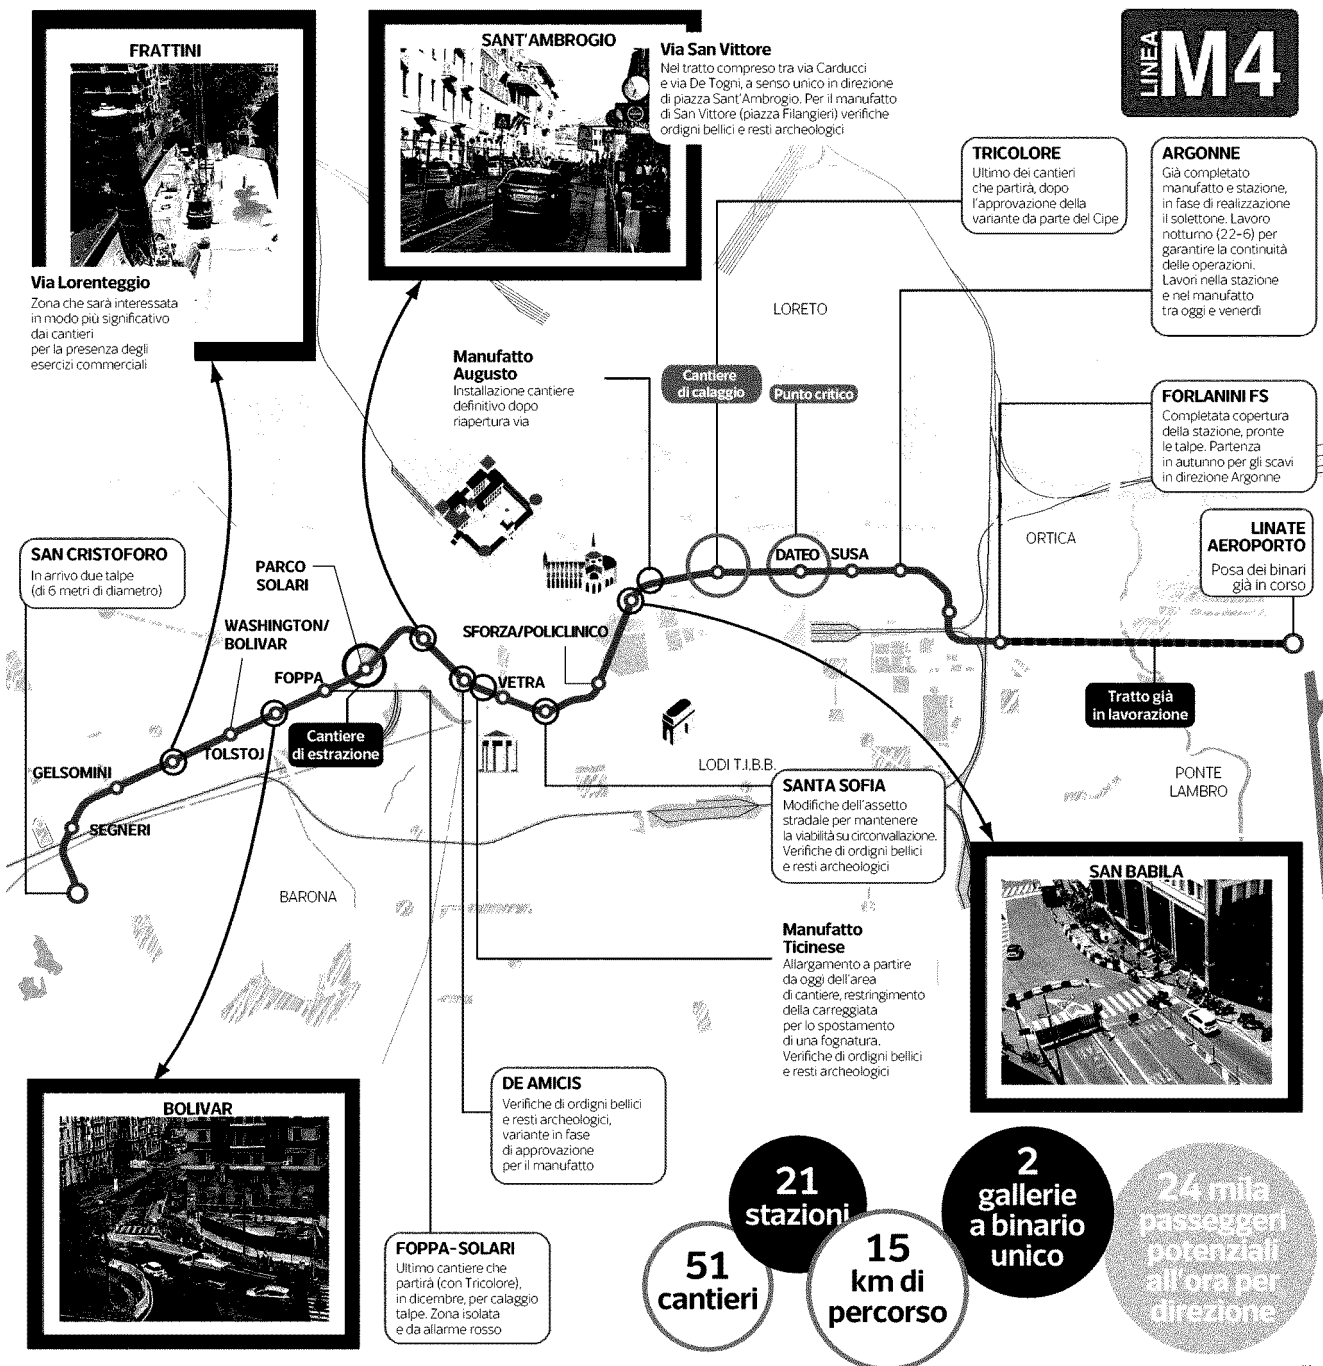 LINEA
M4
FRATTINI
Via Lorenteggio
Zona che sarà interessata
in modo più significativo
dai cantieri
per la presenza degli
esercizi commerciali
SANT'AMBROGIO
Via San Vittore
Nel tratto compreso tra via Carducci
e via De Togni, a senso unico in direzione
di piazza Sant'Ambrogio. Per il manufatto
di San Vittore (piazza Filangieri) verifiche
ordigni bellici e resti archeologici
TRICOLORE
Ultimo dei cantieri
che partirà, dopo
l'approvazione della
variante da parte del Cipe
ARGONNE
Già completato
manufatto e stazione,
in fase di realizzazione
il solettone. Lavoro
notturno (22-6) per
garantire la continuità
delle operazioni.
Lavori nella stazione
e nel manufatto
tra oggi e venerdì
LORETO
Manufatto
Augusto
Installazione cantiere
definitivo dopo
riapertura via
Cantiere
di calaggio
Punto critico
FORLANINI FS
Completata copertura
della stazione, pronte
le talpe. Partenza
in autunno per gli scavi
in direzione Argonne
LINATE
AEROPORTO
Posa dei binari
già in corso
ORTICA
SAN CRISTOFORO
In arrivo due talpe
(di 6 metri di diametro)
PARCO
SOLARI
DATEO
SUSA
WASHINGTON/
BOLIVAR
SFORZA/POLICLINICO
FOPPA
VETRA
Cantiere
di estrazione
TOLSTOJ
GELSOMINI
SEGNERI
Tratto già
in lavorazione
LODI T.I.B.B.
PONTE
LAMBRO
SANTA SOFIA
Modifiche dell'assetto
stradale per mantenere
la viabilità su circonvallazione.
Verifiche di ordigni bellici
e resti archeologici
BARONA
SAN BABILA
Manufatto
Ticinese
Allargamento a partire
da oggi dell'area
di cantiere, restringimento
della carreggiata
per lo spostamento
di una fognatura.
Verifiche di ordigni bellici
e resti archeologici
DE AMICIS
Verifiche di ordigni bellici
e resti archeologici,
variante in fase
di approvazione
per il manufatto
BOLIVAR
FOPPA-SOLARI
Ultimo cantiere che
partirà (con Tricolore),
in dicembre, per calaggio
talpe. Zona isolata
e da allarme rosso
51
cantieri
21
stazioni
15
km di
percorso
2
gallerie
a binario
unico
24 mila
passeggeri
potenziali
all'ora per
direzione